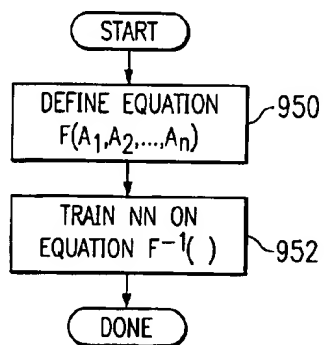 START
DEFINE EQUATION
F(A₁,A₂,...,Aₙ)
950
TRAIN NN ON
EQUATION F⁻¹( )
952
DONE